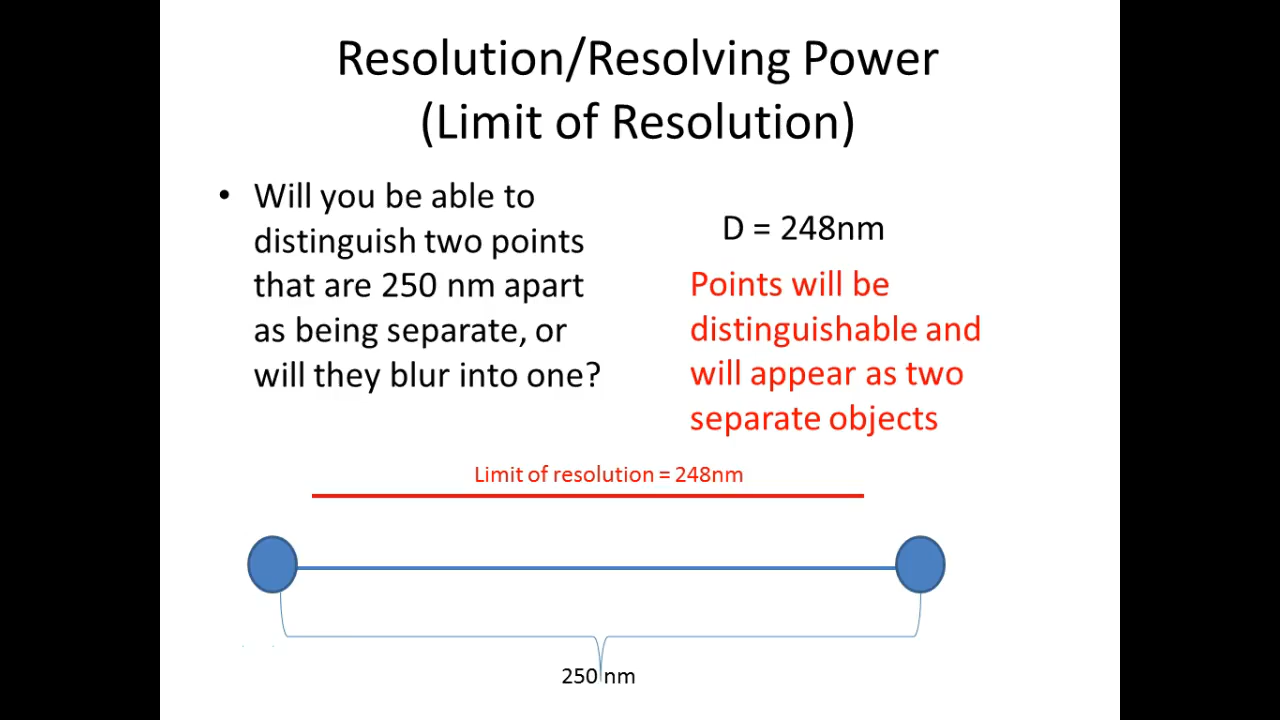 Resolution/Resolving Power
(Limit of Resolution)
• Will you be able to
distinguish two points
that are 250 nm apart
as being separate, or
will they blur into one?
D = 248nm
Points will be
distinguishable and
will appear as two
separate objects
Limit of resolution = 248nm
250 nm